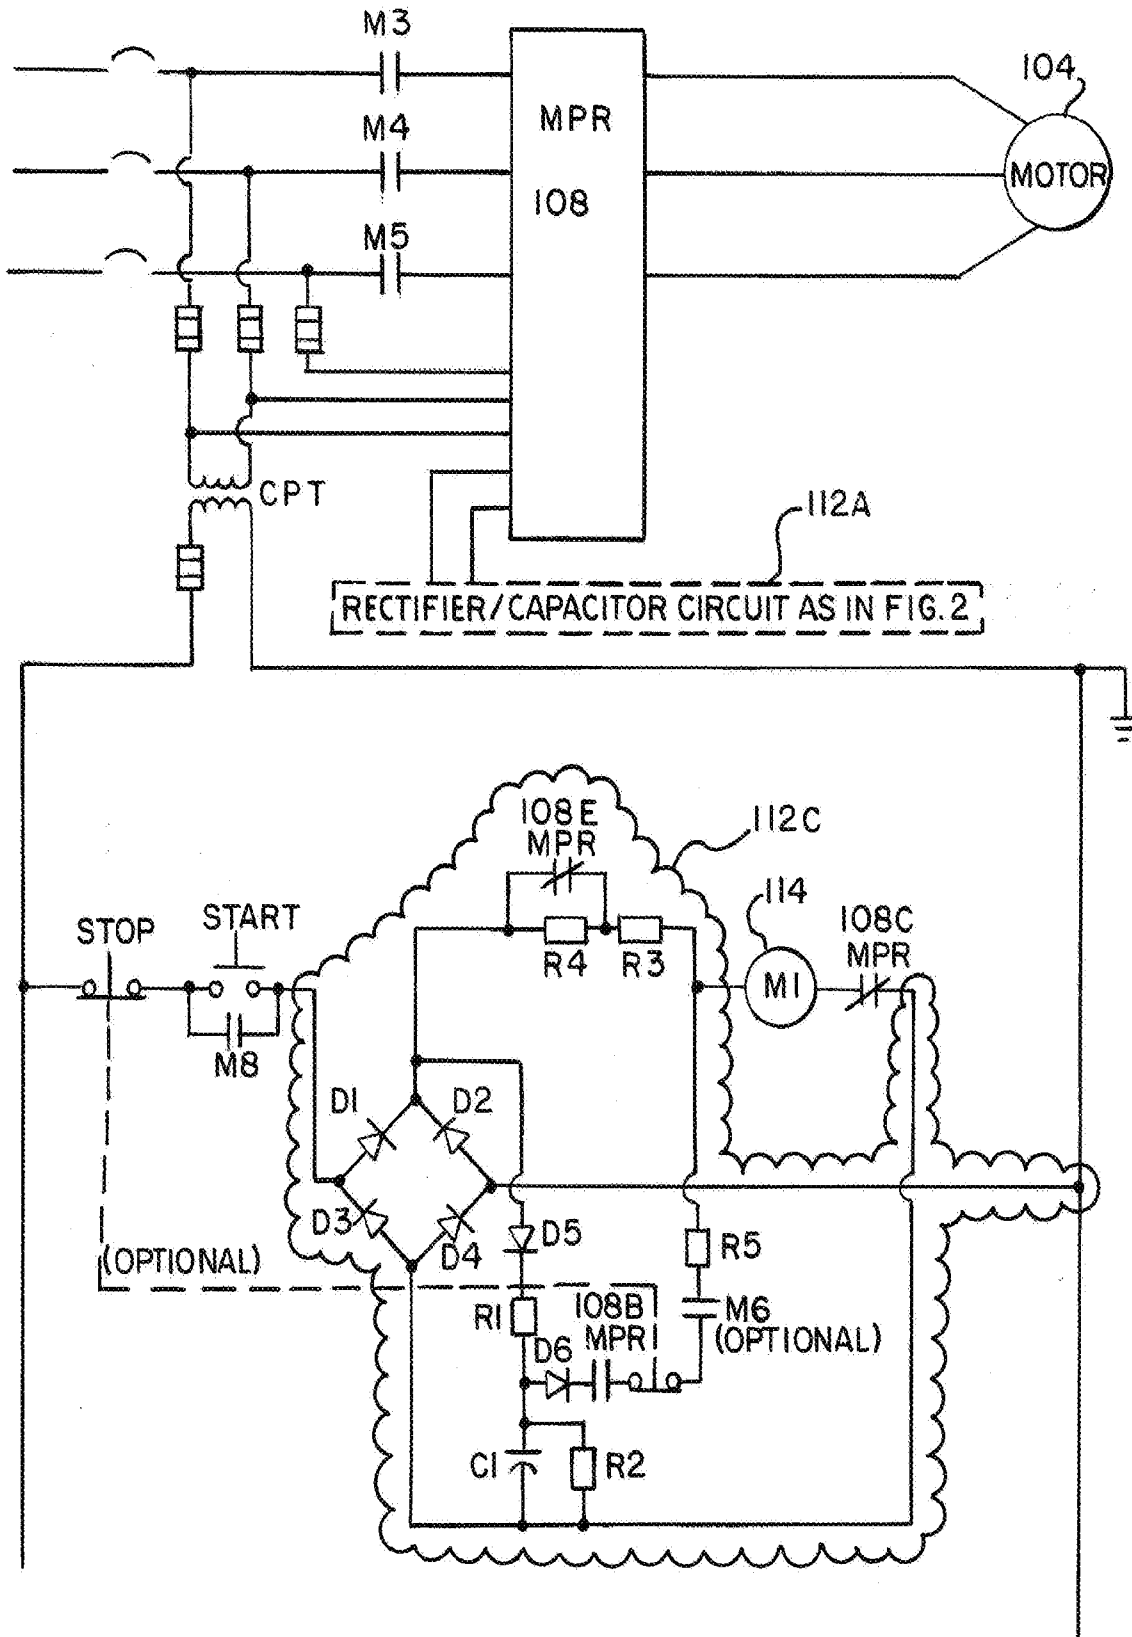 M3
104
MPR
M4
MOTOR
108
M5
CPT
112A
RECTIFIER/CAPACITOR CIRCUIT AS IN FIG. 2
108E
MPR
112C
114
STOP
START
108C
MPR
R4
R3
M1
M8
D1
D2
D3
D4
D5
R5
(OPTIONAL)
R1
108B
MPR
M6
(OPTIONAL)
D6
C1
R2